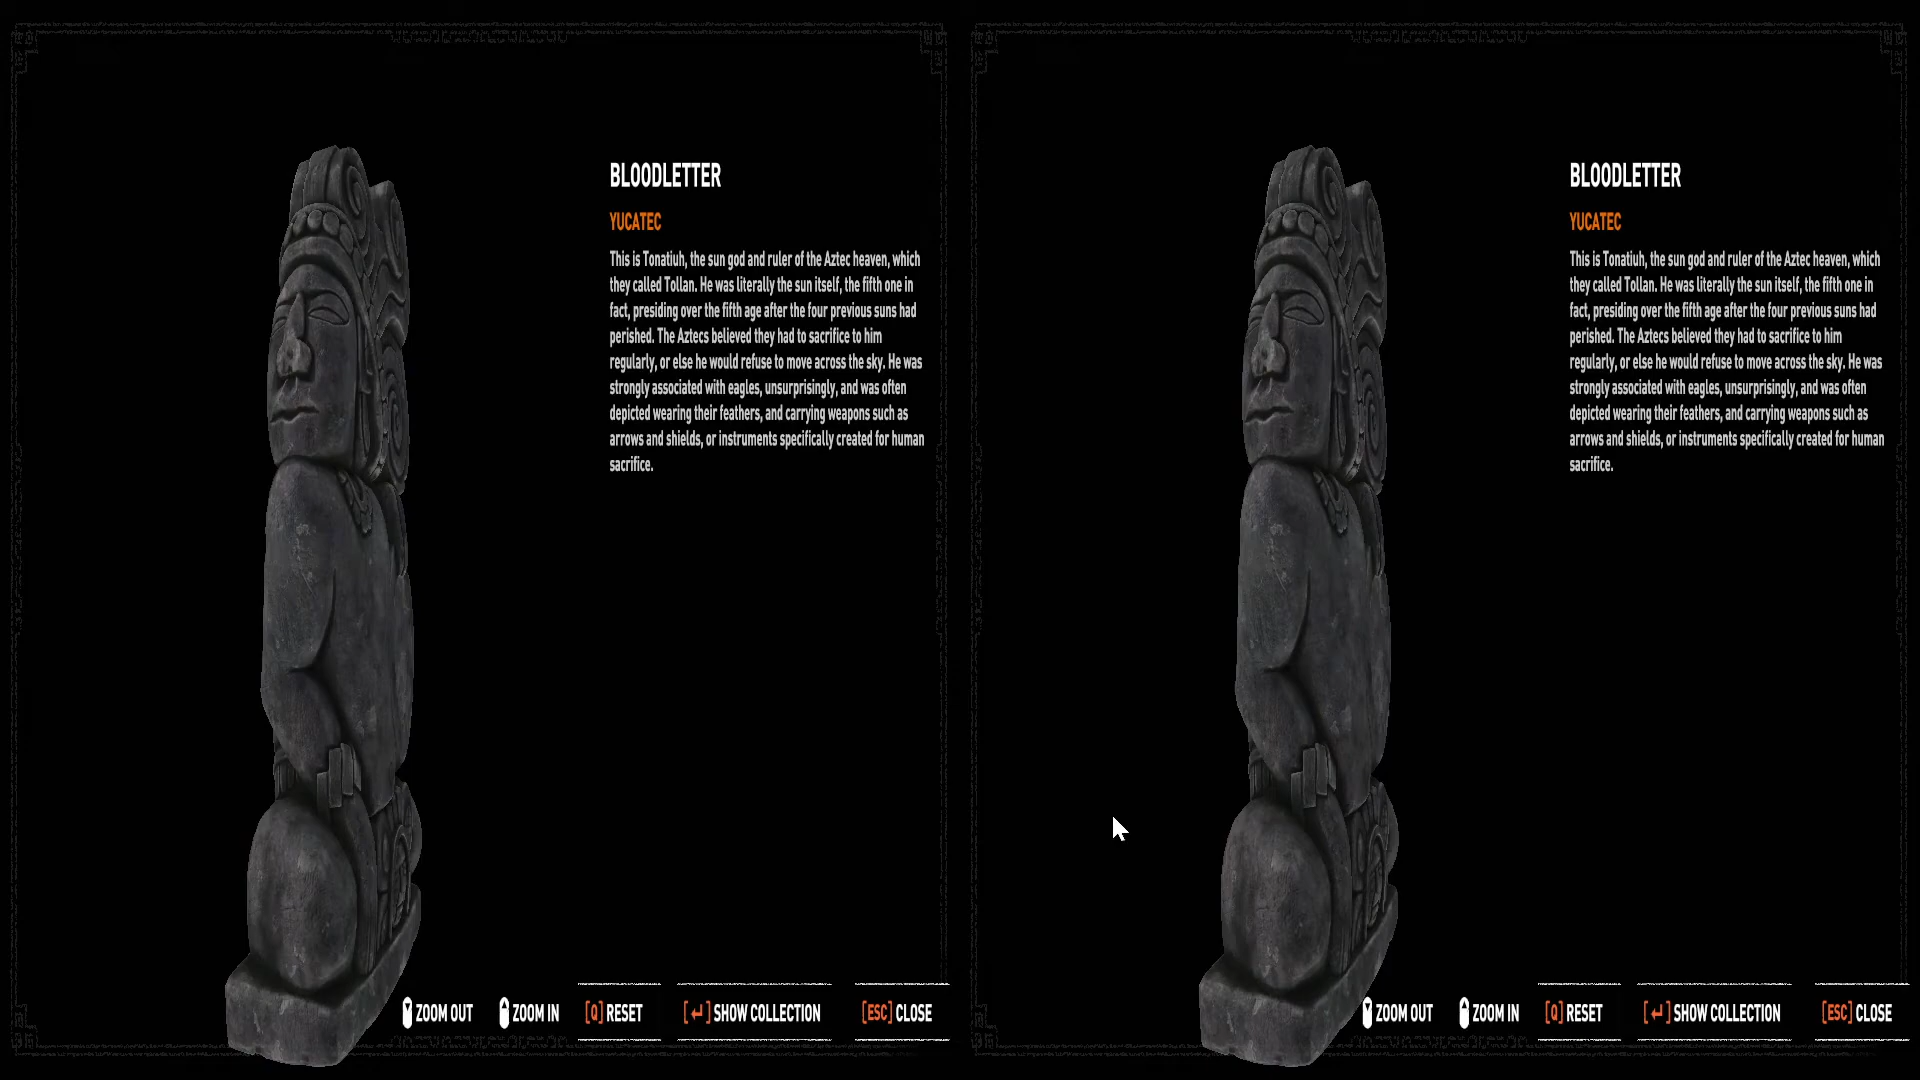 BLOODLETTER
YUCATEC
This is Tonatiuh, the sun god and ruler of the Aztec heaven, which
they called Tollan. He was literally the sun itself, the fifth one in
fact, presiding over the fifth age after the four previous suns had
perished. The Aztecs believed they had to sacrifice to him
regularly, or else he would refuse to move across the sky. He was
strongly associated with eagles, unsurprisingly, and was often
depicted wearing their feathers, and carrying weapons such as
arrows and shields, or instruments specifically created for human
sacrifice.
ZOOM OUT ZOOM IN [Q] RESET [↵] SHOW COLLECTION [ESC] CLOSE
BLOODLETTER
YUCATEC
This is Tonatiuh, the sun god and ruler of the Aztec heaven, which
they called Tollan. He was literally the sun itself, the fifth one in
fact, presiding over the fifth age after the four previous suns had
perished. The Aztecs believed they had to sacrifice to him
regularly, or else he would refuse to move across the sky. He was
strongly associated with eagles, unsurprisingly, and was often
depicted wearing their feathers, and carrying weapons such as
arrows and shields, or instruments specifically created for human
sacrifice.
ZOOM OUT ZOOM IN [Q] RESET [↵] SHOW COLLECTION [ESC] CLOSE